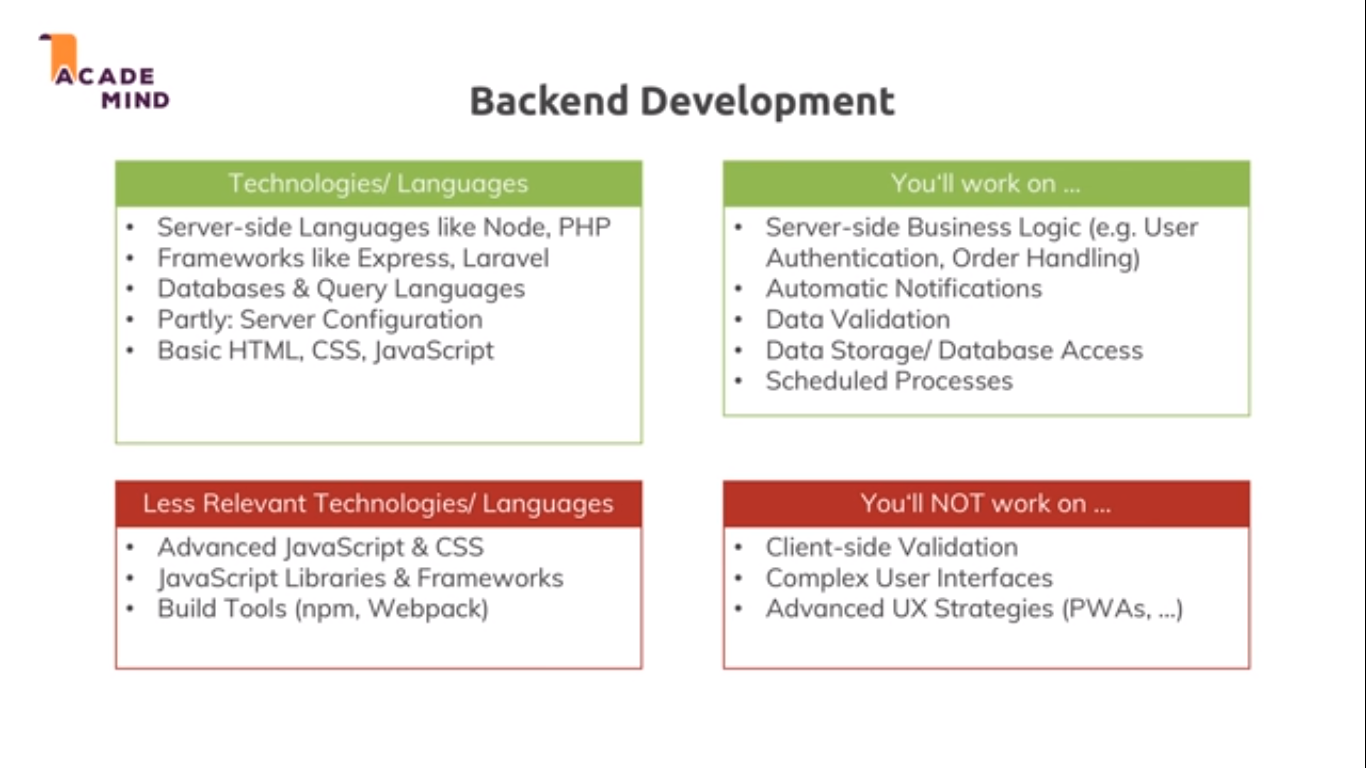 ACADE
MIND
Backend Development
Technologies/ Languages
• Server-side Languages like Node, PHP
• Frameworks like Express, Laravel
• Databases & Query Languages
• Partly: Server Configuration
• Basic HTML, CSS, JavaScript
You'll work on ...
• Server-side Business Logic (e.g. User
Authentication, Order Handling)
• Automatic Notifications
• Data Validation
• Data Storage/ Database Access
• Scheduled Processes
Less Relevant Technologies/ Languages
• Advanced JavaScript & CSS
• JavaScript Libraries & Frameworks
• Build Tools (npm, Webpack)
You'll NOT work on ...
• Client-side Validation
• Complex User Interfaces
• Advanced UX Strategies (PWAs, ...)